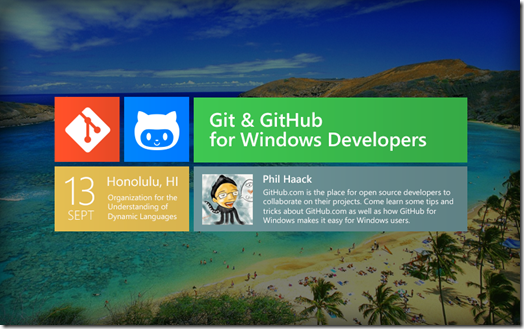 Git & GitHub
for Windows Developers
13
SEPT
Honolulu, HI
Organization for the
Understanding of
Dynamic Languages
Phil Haack
GitHub.com is the place for open source developers to
collaborate on their projects. Come learn some tips and
tricks about GitHub.com as well as how GitHub for
Windows makes it easy for Windows users.